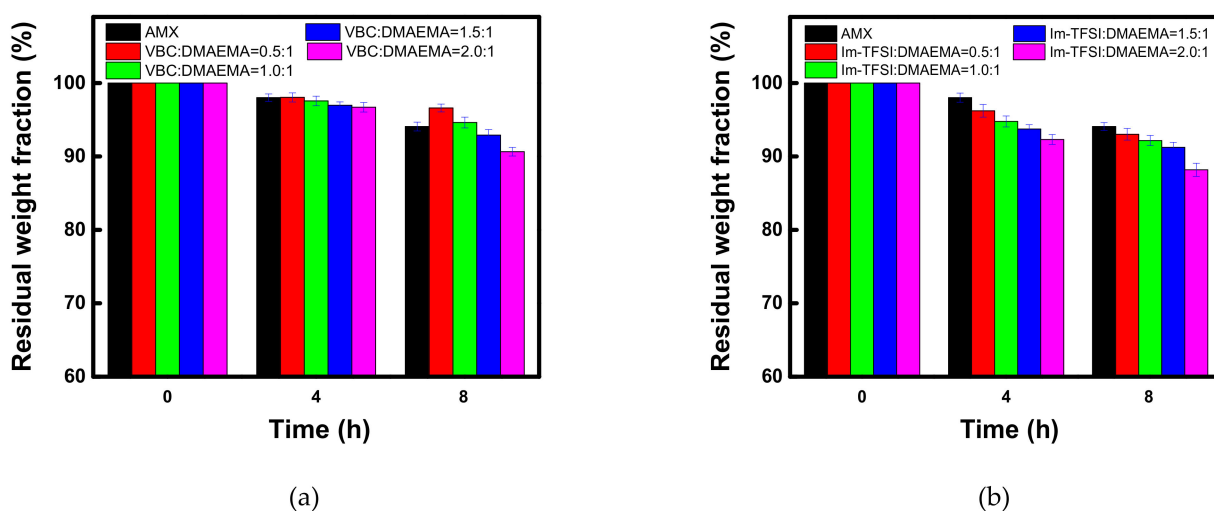 AMX
VBC:DMAEMA=0.5:1
VBC:DMAEMA=1.0:1
VBC:DMAEMA=1.5:1
VBC:DMAEMA=2.0:1
Residual weight fraction (%)
100
90
80
70
60
0 4 8
Time (h)
(a)
AMX
Im-TFSI:DMAEMA=0.5:1
Im-TFSI:DMAEMA=1.0:1
Im-TFSI:DMAEMA=1.5:1
Im-TFSI:DMAEMA=2.0:1
Residual weight fraction (%)
100
90
80
70
60
0 4 8
Time (h)
(b)